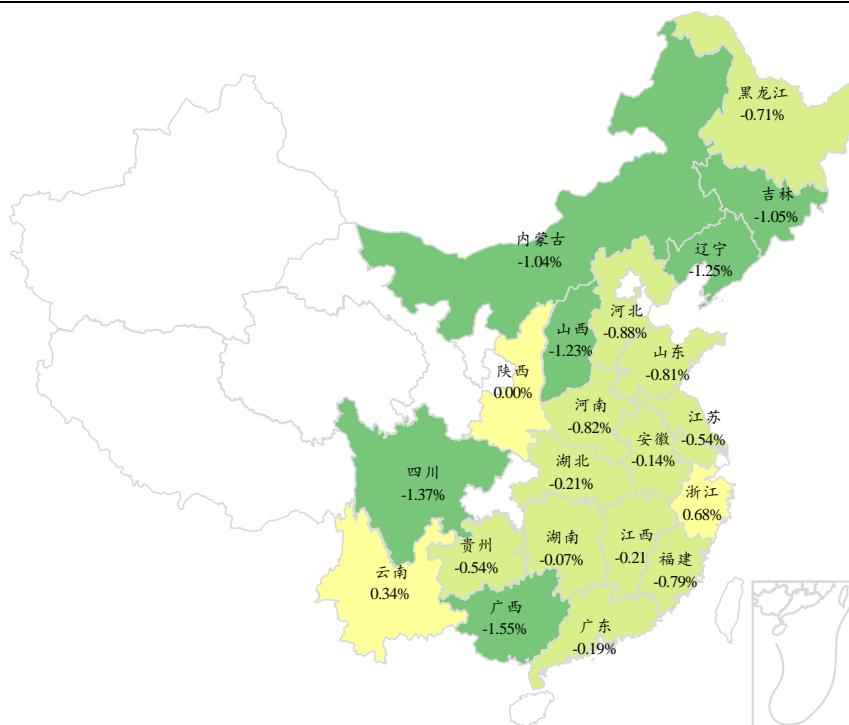 黑龙江
-0.71%
吉林
-1.05%
内蒙古
-1.04%
辽宁
-1.25%
河北
-0.88%
山西
-1.23%
山东
-0.81%
陕西
0.00%
河南
-0.82%
江苏
-0.54%
安徽
-0.14%
湖北
-0.21%
四川
-1.37%
浙江
0.68%
贵州
-0.54%
湖南
-0.07%
江西
-0.21
福建
-0.79%
云南
0.34%
广西
-1.55%
广东
-0.19%